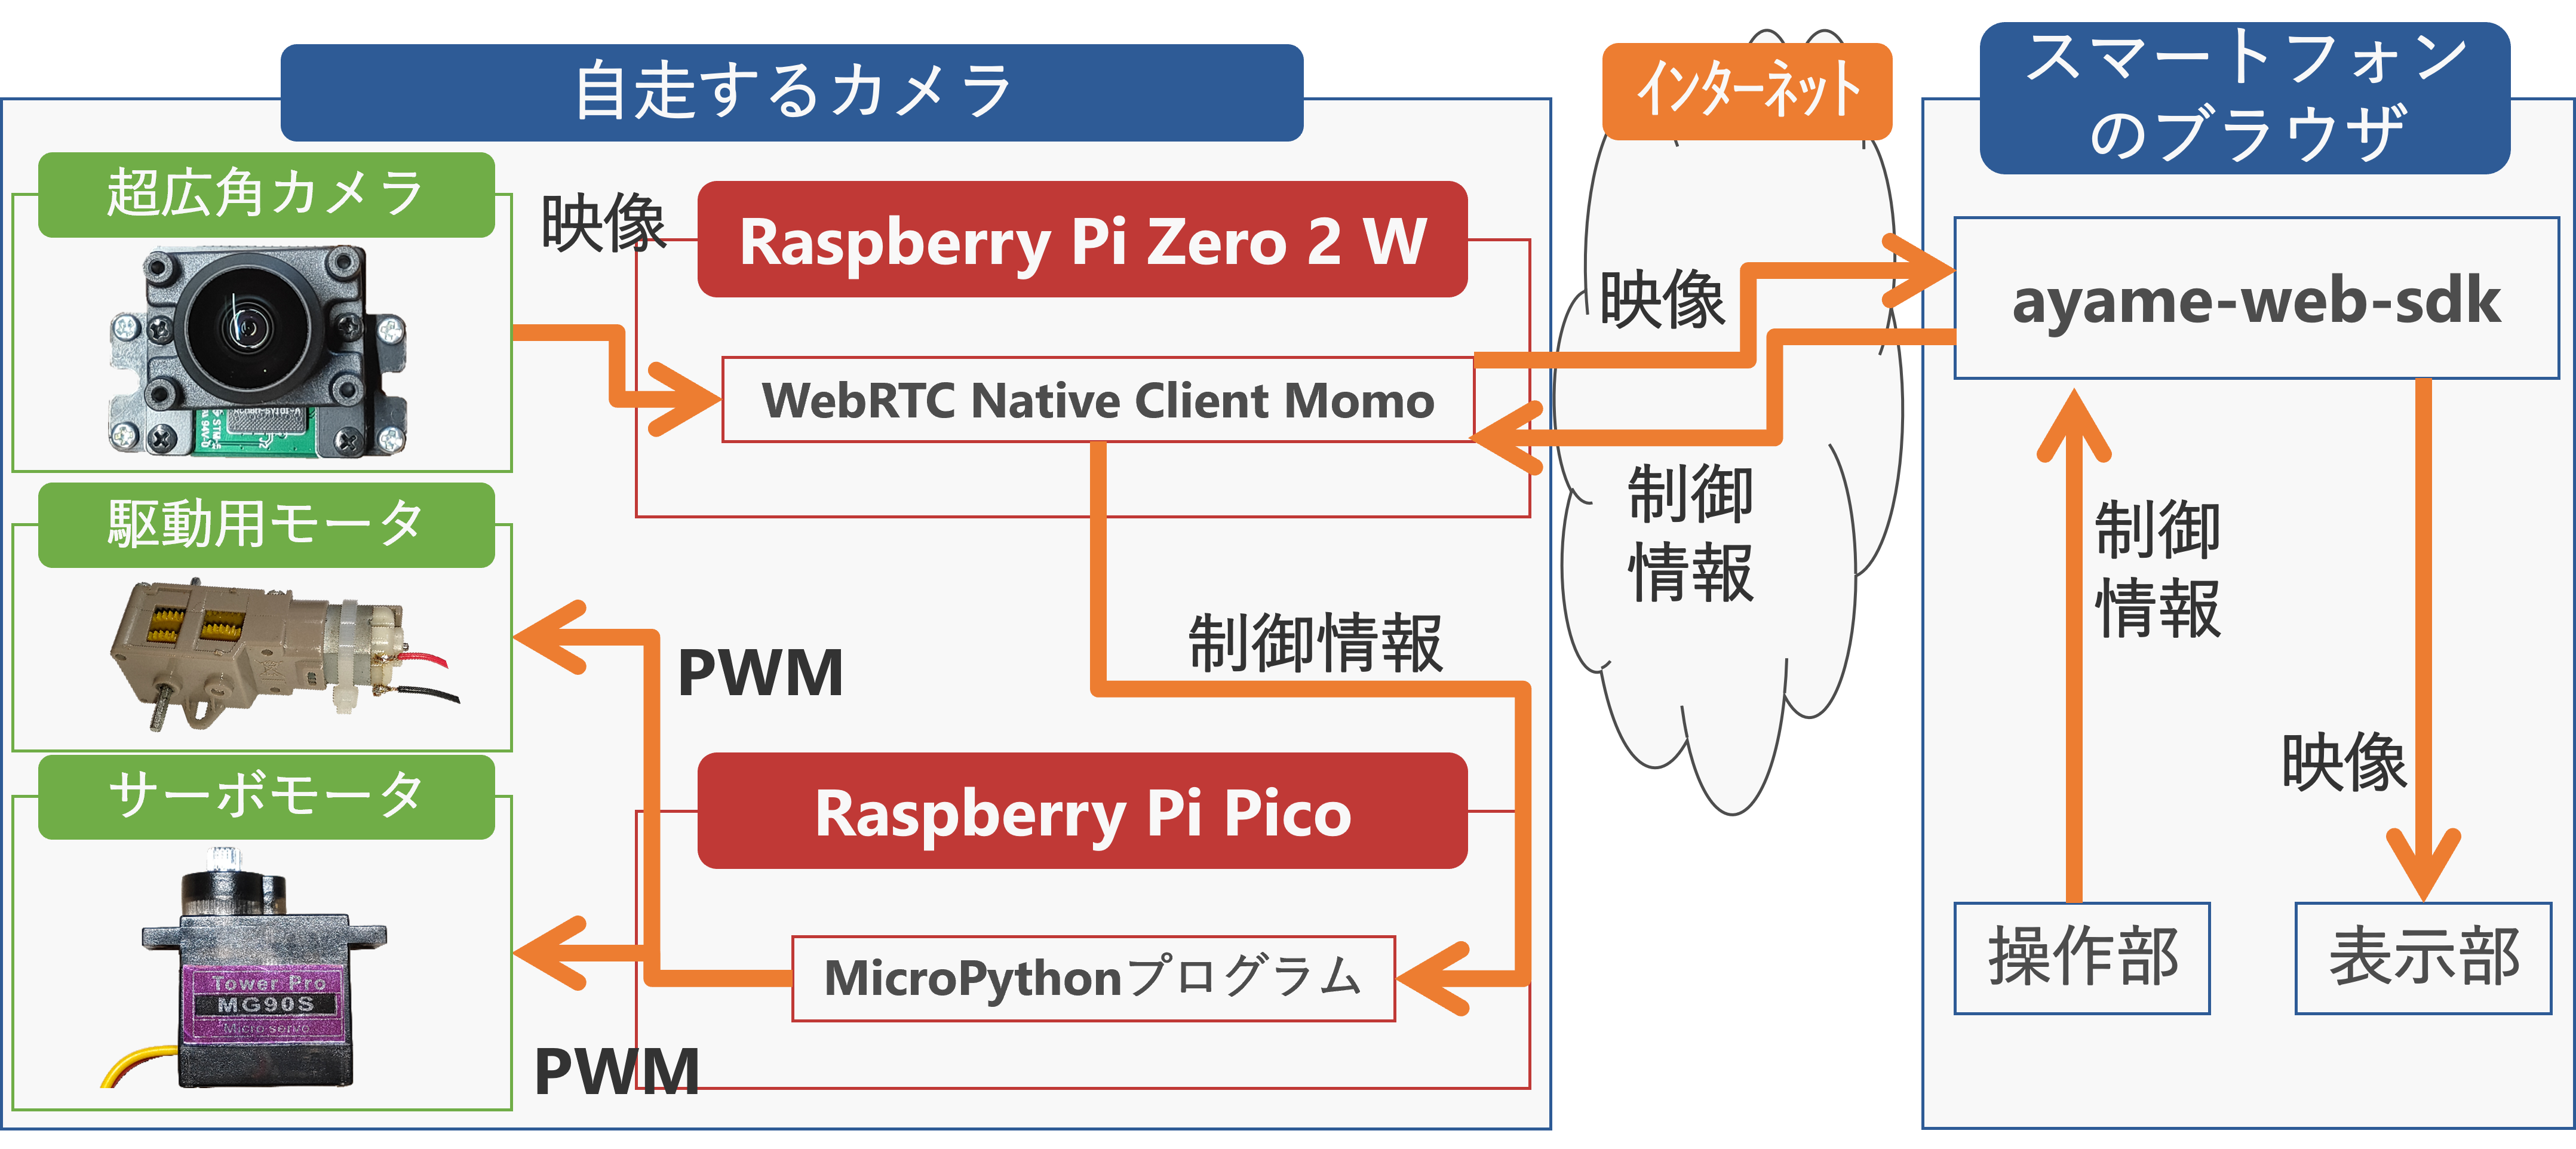 自走するカメラ
インターネット
スマートフォン
のブラウザ
超広角カメラ
映像
Raspberry Pi Zero 2 W
WebRTC Native Client Momo
映像
制御
情報
ayame-web-sdk
駆動用モータ
PWM
制御情報
制御
情報
映像
サーボモータ
Tower Pro
MG90S
Micro servo
PWM
Raspberry Pi Pico
MicroPythonプログラム
操作部
表示部